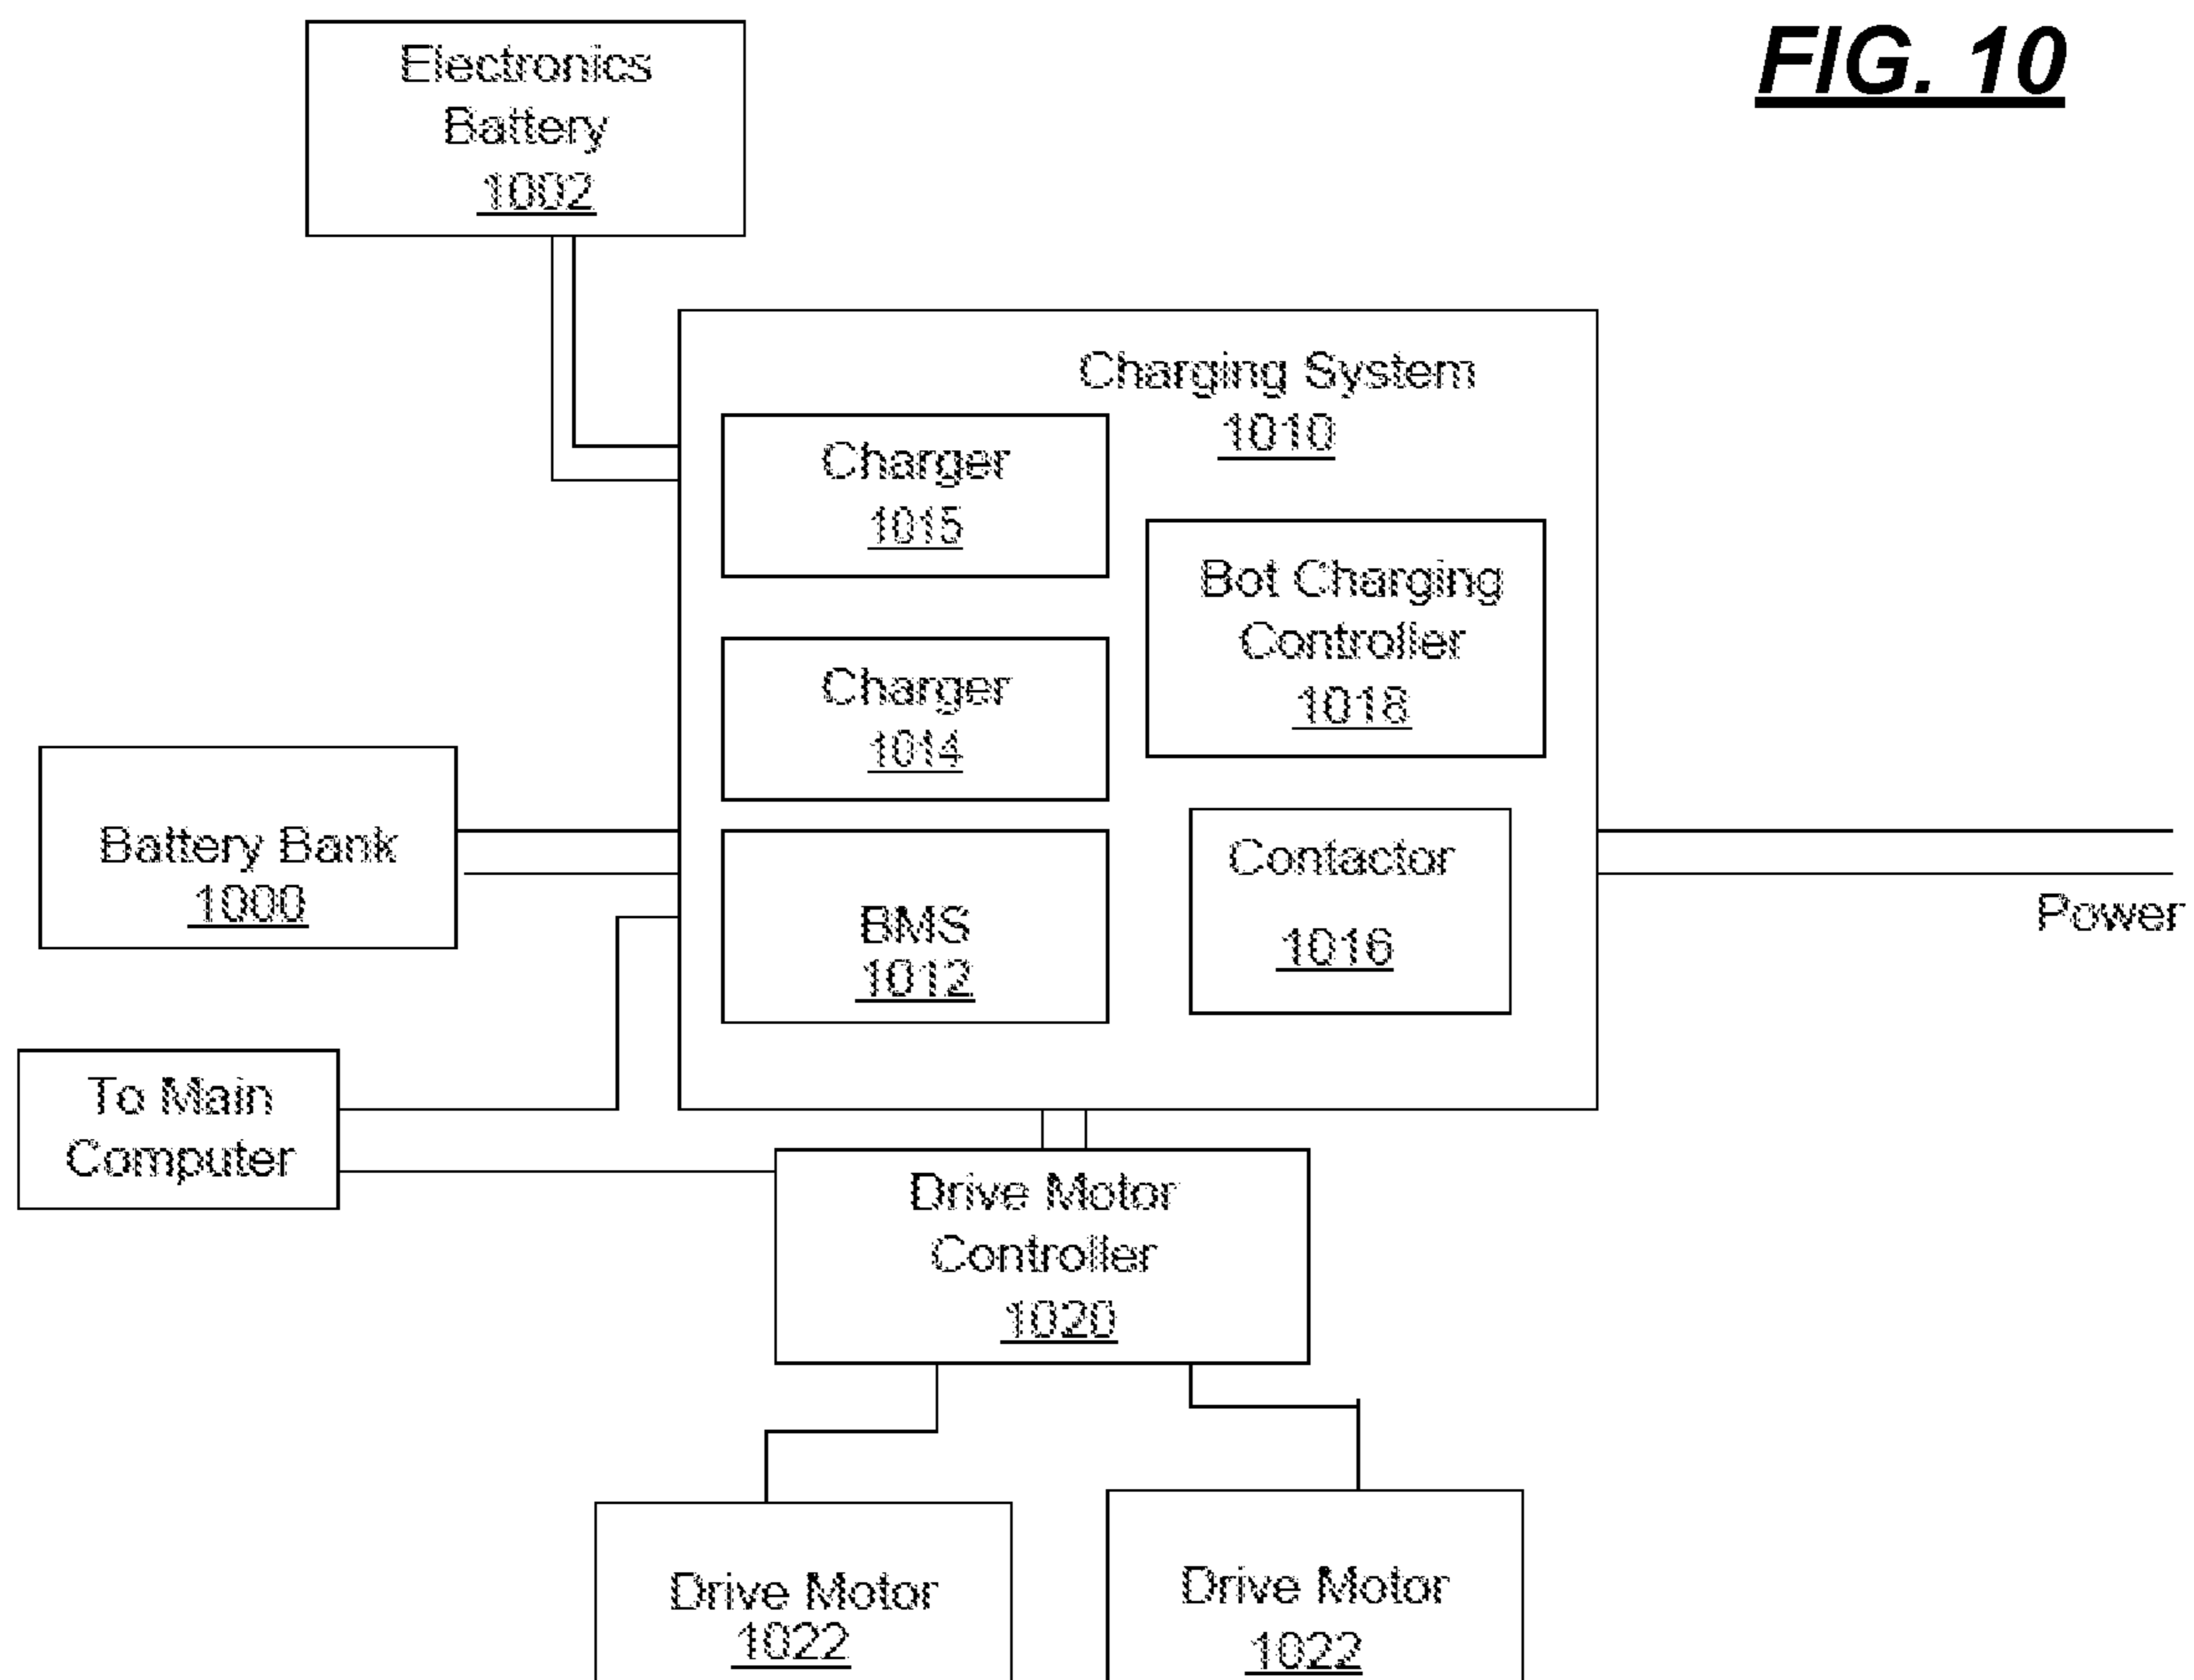 FIG. 10
Electronics
Battery
1002
Charging System
1010
Charger
1015
Bot Charging
Controller
1018
Charger
1014
Battery Bank
1000
Contactor
1016
BMS
1012
Power
To Main
Computer
Drive Motor
Controller
1020
Drive Motor
1022
Drive Motor
1022